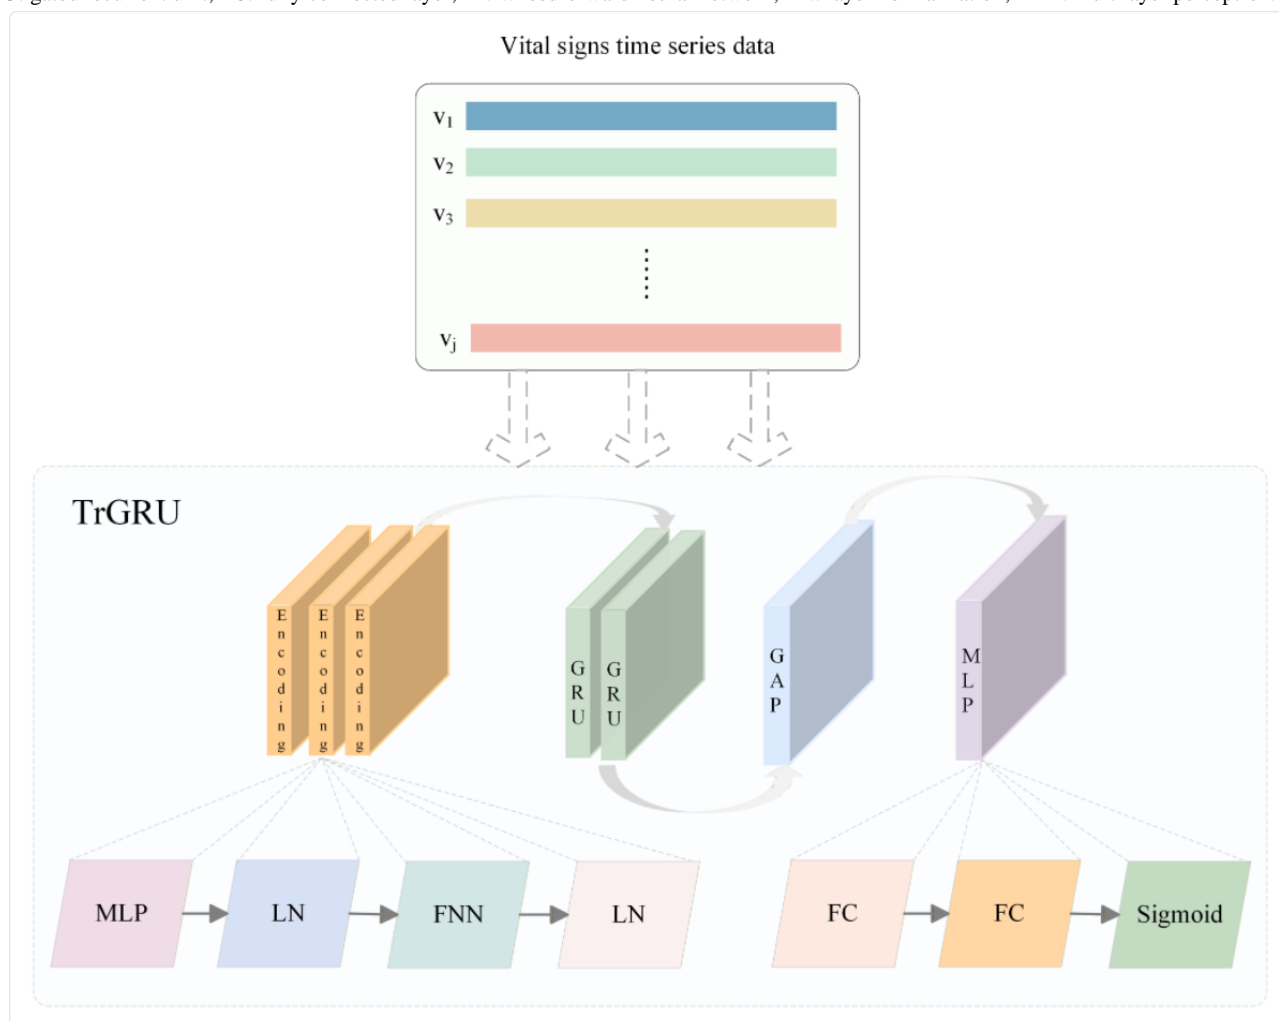 Vital signs time series data
v1
v2
v3
vj
TrGRU
Encoding
Encoding
Encoding
GRU
GRU
GAP
MLP
MLP
LN
FNN
LN
FC
FC
Sigmoid